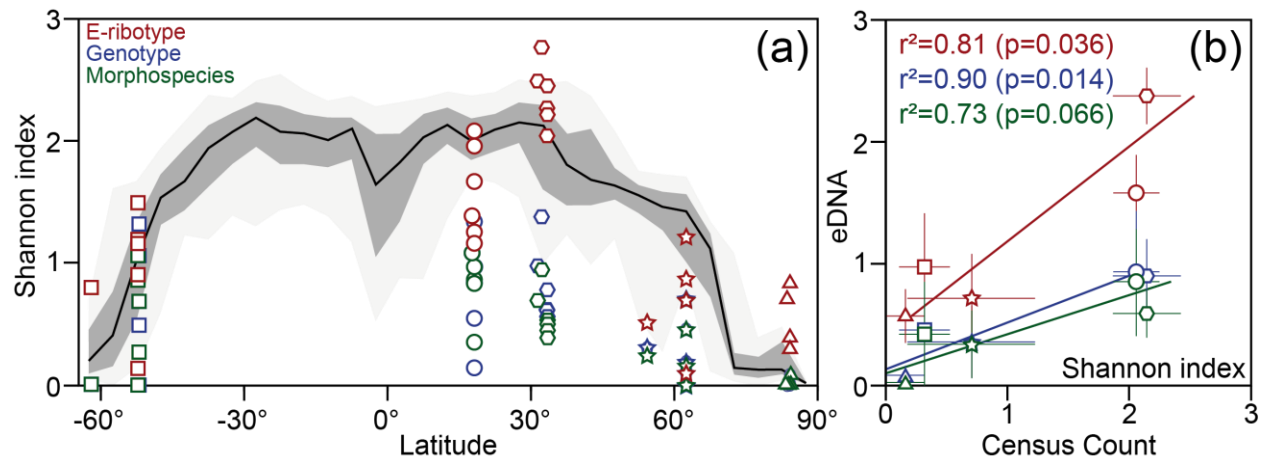 3
2
1
0
Shannon index
E-ribotype
Genotype
Morphospecies
(a)
-60°
-30°
0°
30°
60°
90°
Latitude
3
2
1
0
eDNA
r²=0.81 (p=0.036)
r²=0.90 (p=0.014)
r²=0.73 (p=0.066)
(b)
Shannon index
0
1
2
3
Census Count